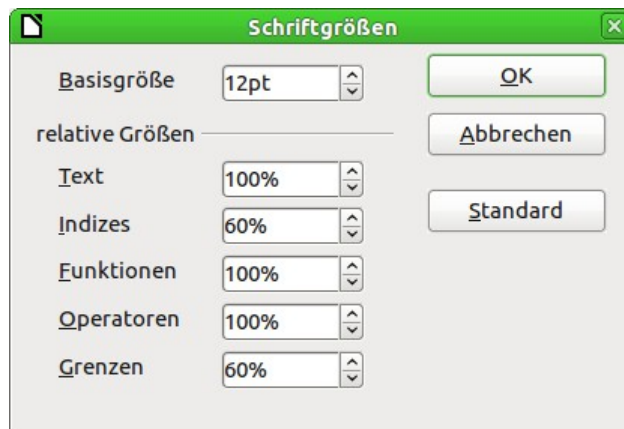 Schriftgrößen
Basisgröße 12pt OK
relative Größen Abbrechen
Text 100%
Indizes 60% Standard
Funktionen 100%
Operatoren 100%
Grenzen 60%